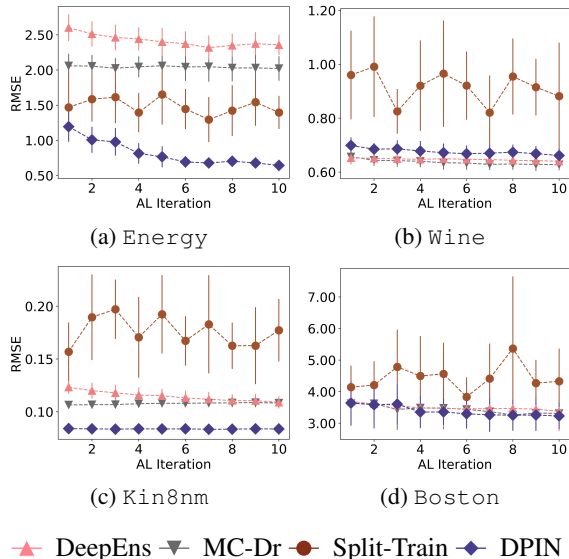 2.50
2.00
1.50
1.00
0.50
RMSE
2 4 6 8 10
AL Iteration
(a) Energy
1.20
1.00
0.80
0.60
2 4 6 8 10
AL Iteration
(b) Wine
0.20
0.15
0.10
RMSE
2 4 6 8 10
AL Iteration
(c) Kin8nm
7.00
6.00
5.00
4.00
3.00
2 4 6 8 10
AL Iteration
(d) Boston
DeepEns MC-Dr Split-Train DPIN